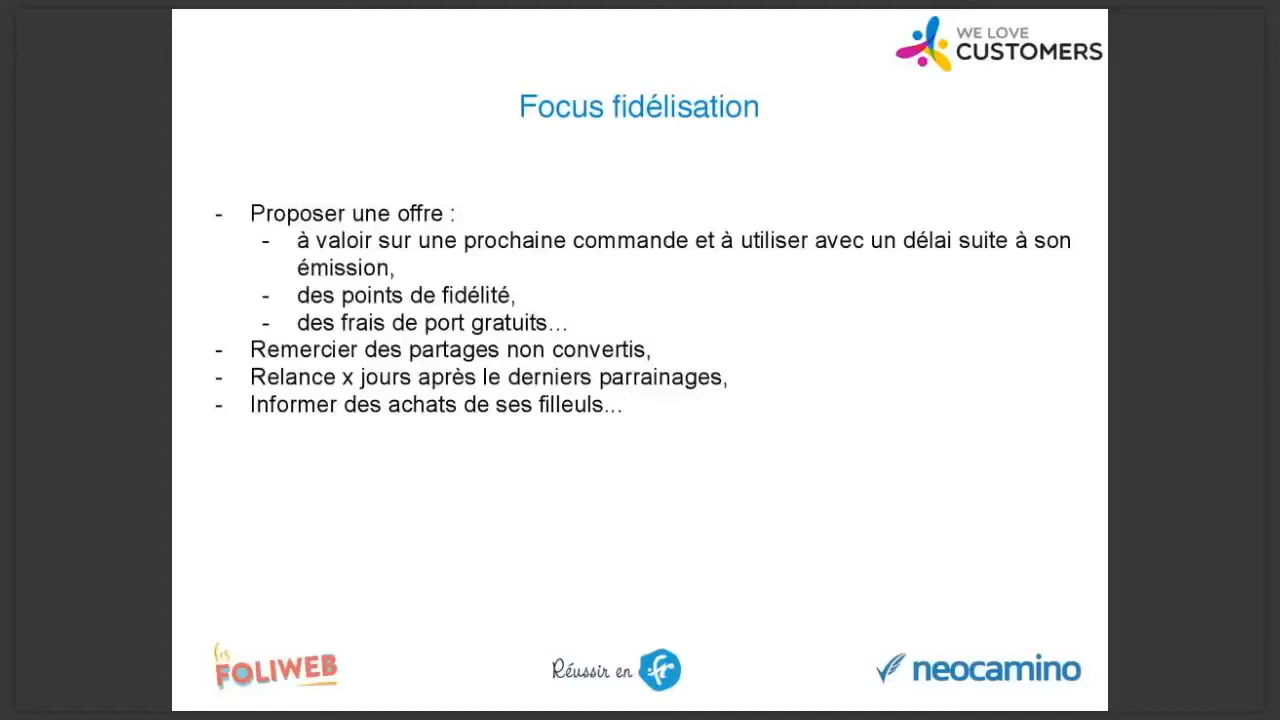 WE LOVE
CUSTOMERS
Focus fidélisation
- Proposer une offre :
- à valoir sur une prochaine commande et à utiliser avec un délai suite à son
émission,
- des points de fidélité,
- des frais de port gratuits...
- Remercier des partages non convertis,
- Relance x jours après le derniers parrainages,
- Informer des achats de ses filleuls...
les
FOLIWEB
Réussir en .fr
neocamino